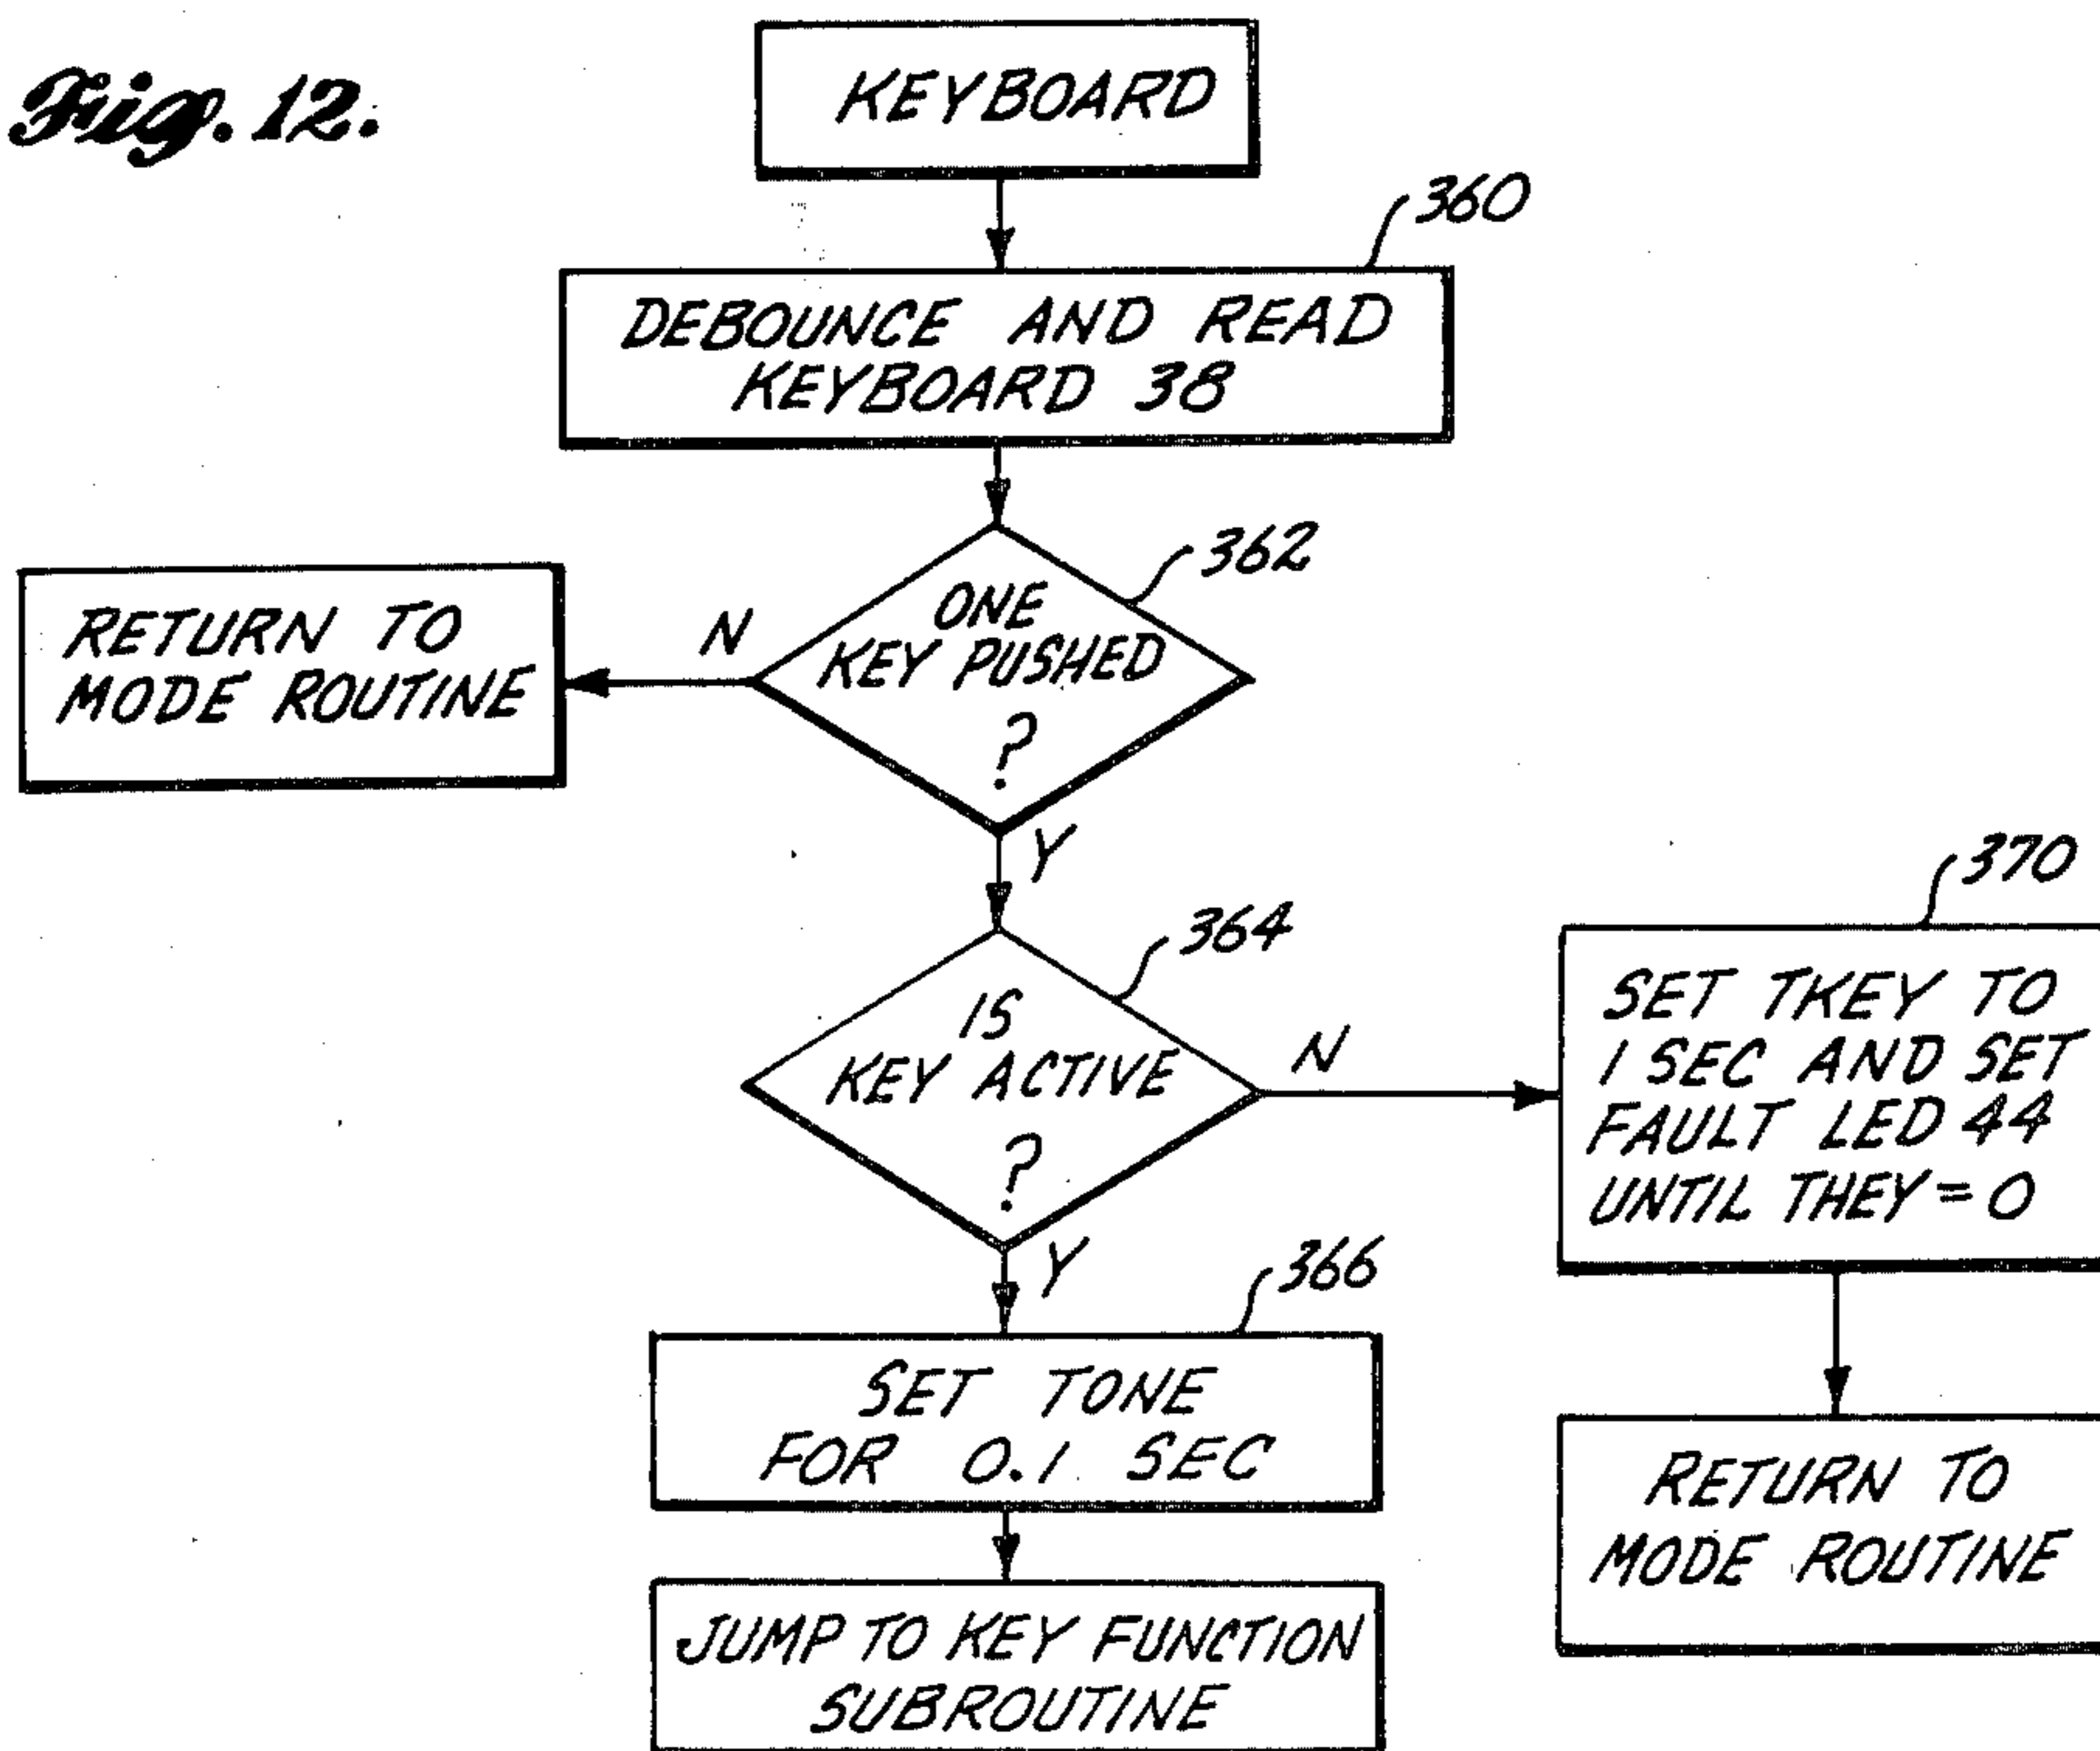 Fig. 12.
KEYBOARD
360
DEBOUNCE AND READ
KEYBOARD 38
362
ONE
KEY PUSHED
?
N
RETURN TO
MODE ROUTINE
Y
364
IS
KEY ACTIVE
?
N
370
SET TKEY TO
1 SEC AND SET
FAULT LED 44
UNTIL THEY = 0
RETURN TO
MODE ROUTINE
Y
366
SET TONE
FOR 0.1 SEC
JUMP TO KEY FUNCTION
SUBROUTINE